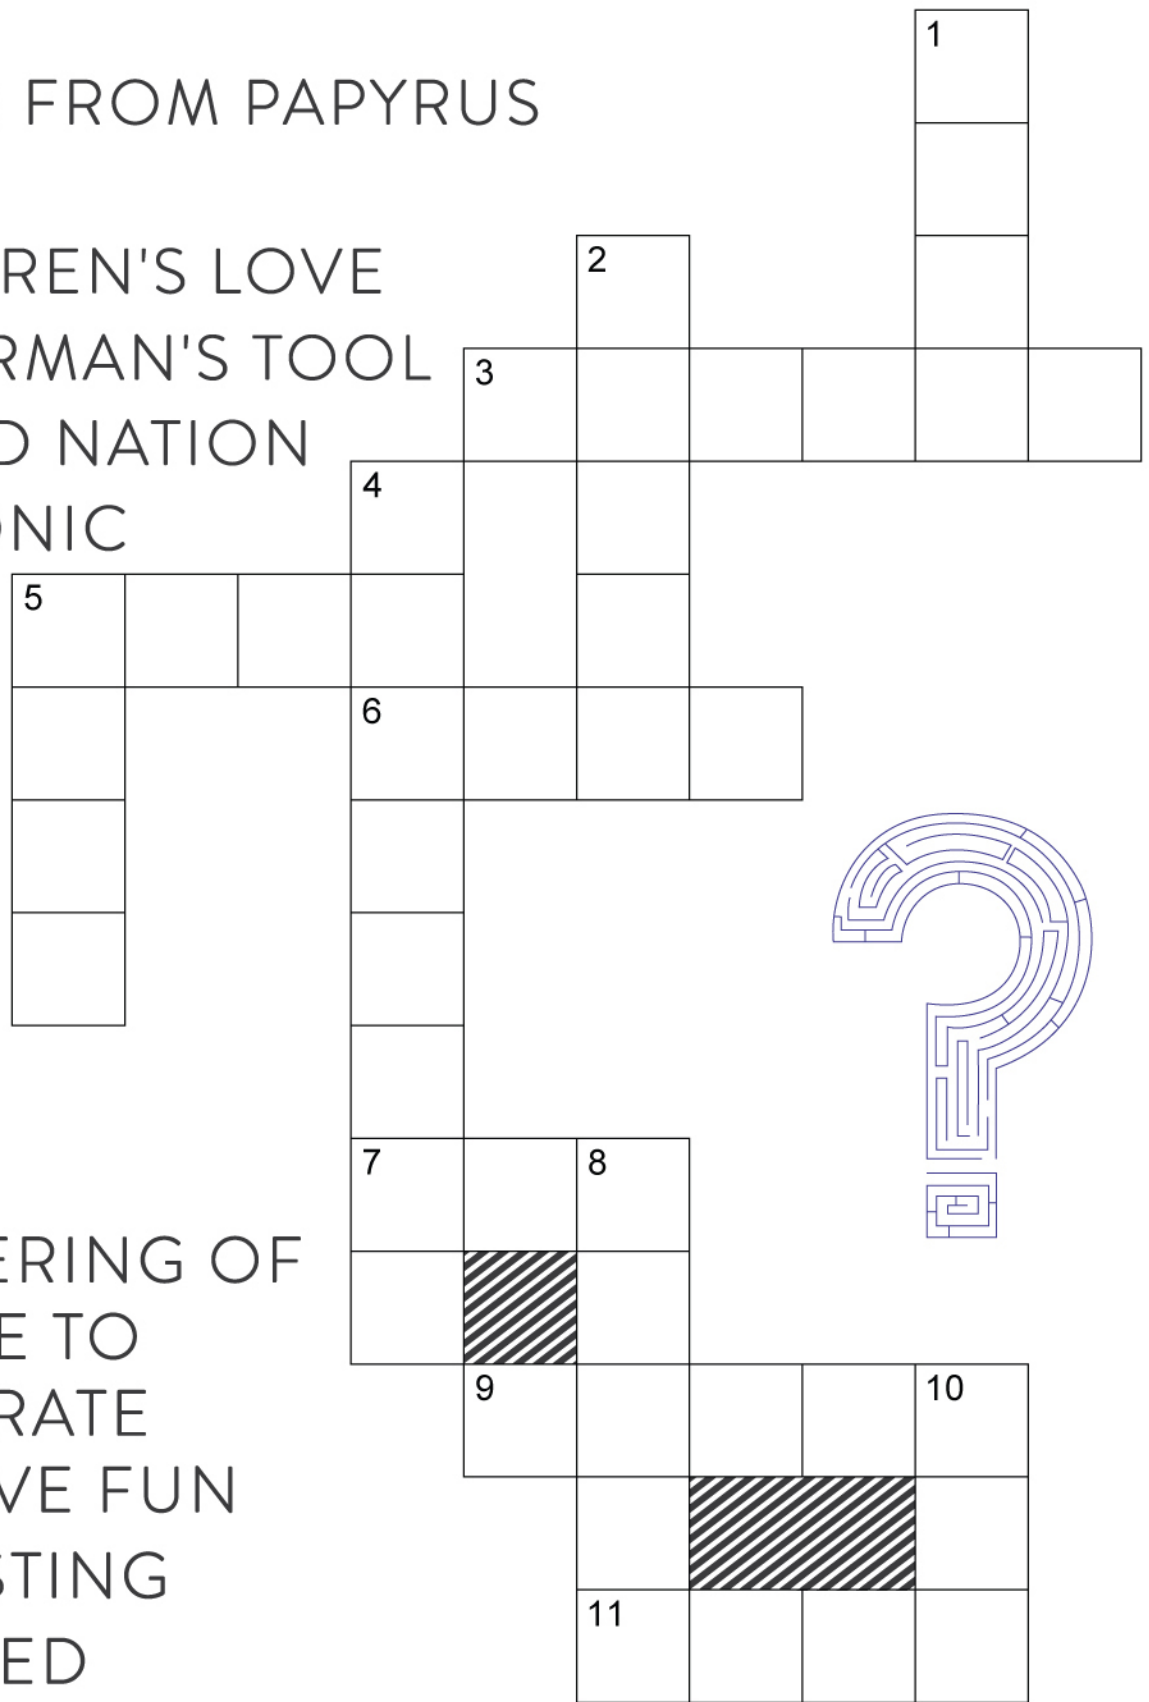 1
FROM PAPYRUS
2
REN'S LOVE
RMAN'S TOOL
3
D NATION
4
ONIC
5
6
7
8
ERING OF
E TO
9
10
RATE
VE FUN
STING
11
ED